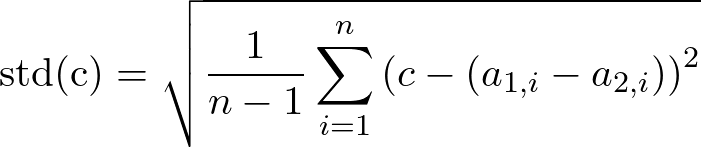 std(c) = √(1/(n − 1) ∑_{i=1}^{n} (c − (a_{1,i} − a_{2,i}))²)